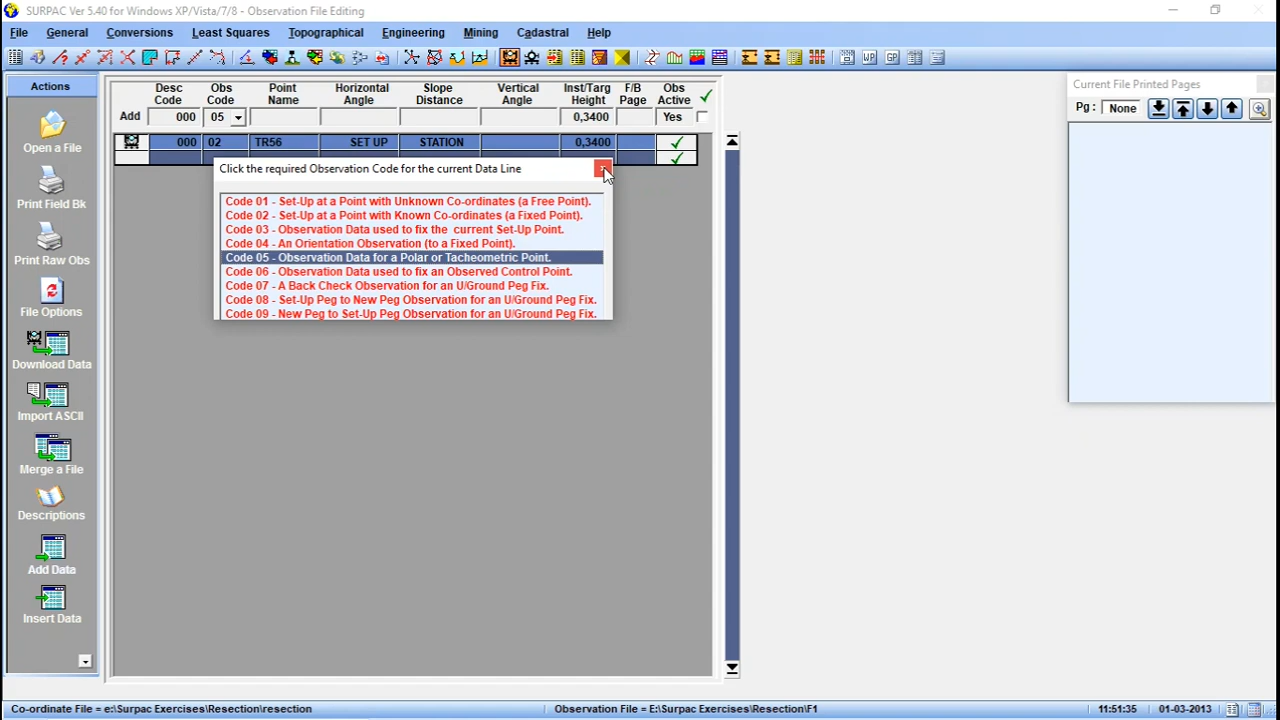 SURPAC Ver 5.40 for Windows XP/Vista/7/8 - Observation File Editing
File General Conversions Least Squares Topographical Engineering Mining Cadastral Help
WP GP
Actions
Open a File
Print Field Bk
Print Raw Obs
File Options
Download Data
Import ASCII
Merge a File
Descriptions
Add Data
Insert Data
Desc Obs Point Horizontal Slope Vertical Inst/Targ F/B Obs
Code Code Name Angle Distance Angle Height Page Active
Add 000 05 0,3400 Yes
000 02 TR56 SET UP STATION 0,3400
Click the required Observation Code for the current Data Line
Code 01 - Set-Up at a Point with Unknown Co-ordinates (a Free Point).
Code 02 - Set-Up at a Point with Known Co-ordinates (a Fixed Point).
Code 03 - Observation Data used to fix the current Set-Up Point.
Code 04 - An Orientation Observation (to a Fixed Point).
Code 05 - Observation Data for a Polar or Tacheometric Point.
Code 06 - Observation Data used to fix an Observed Control Point.
Code 07 - A Back Check Observation for an U/Ground Peg Fix.
Code 08 - Set-Up Peg to New Peg Observation for an U/Ground Peg Fix.
Code 09 - New Peg to Set-Up Peg Observation for an U/Ground Peg Fix.
Current File Printed Pages
Pg : None
Co-ordinate File = e:\Surpac Exercises\Resection\resection
Observation File = E:\Surpac Exercises\Resection\F1
11:51:35 01-03-2013